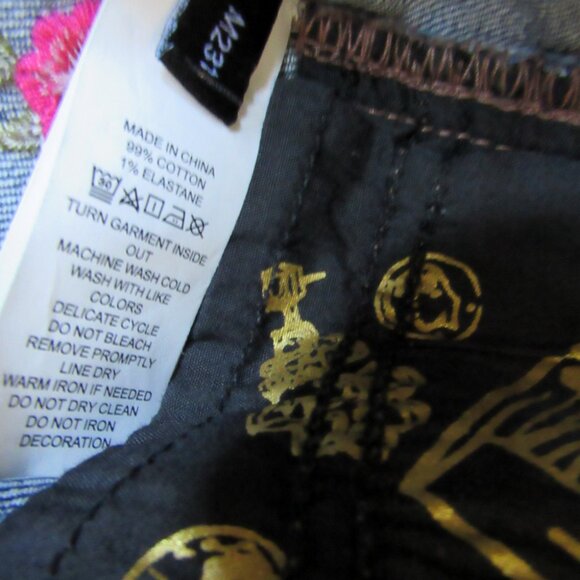 M231
MADE IN CHINA
99% COTTON
1% ELASTANE
30
TURN GARMENT INSIDE
OUT
MACHINE WASH COLD
WASH WITH LIKE
COLORS
DELICATE CYCLE
DO NOT BLEACH
REMOVE PROMPTLY
LINE DRY
WARM IRON IF NEEDED
DO NOT DRY CLEAN
DO NOT IRON
DECORATION